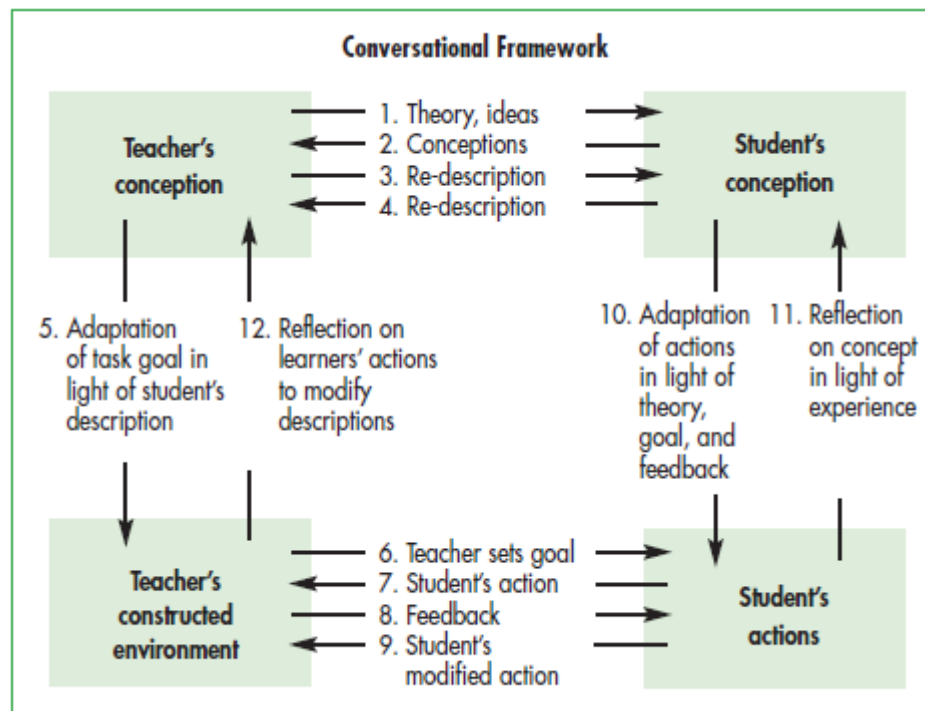 Conversational Framework
Teacher's
conception
1. Theory, ideas
2. Conceptions
3. Re-description
4. Re-description
Student's
conception
5. Adaptation
of task goal in
light of student's
description
12. Reflection on
learners' actions
to modify
descriptions
10. Adaptation
of actions
in light of
theory,
goal, and
feedback
11. Reflection
on concept
in light of
experience
Teacher's
constructed
environment
6. Teacher sets goal
7. Student's action
8. Feedback
9. Student's
modified action
Student's
actions